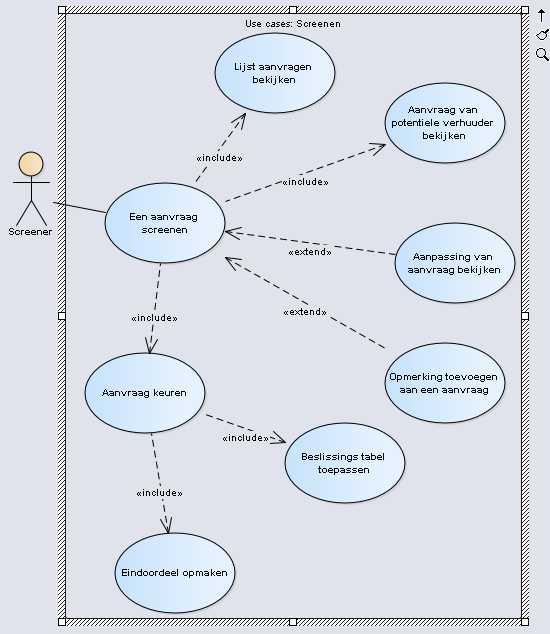 Use cases: Screenen
Lijst aanvragen
bekijken
Aanvraag van
potentiele verhuuder
bekijken
«include»
«include»
Een aanvraag
screenen
Screener
«extend»
Aanpassing van
aanvraag bekijken
«include»
«extend»
Opmerking toevoegen
aan een aanvraag
Aanvraag keuren
«include»
Beslissings tabel
toepassen
«include»
Eindoordeel opmaken